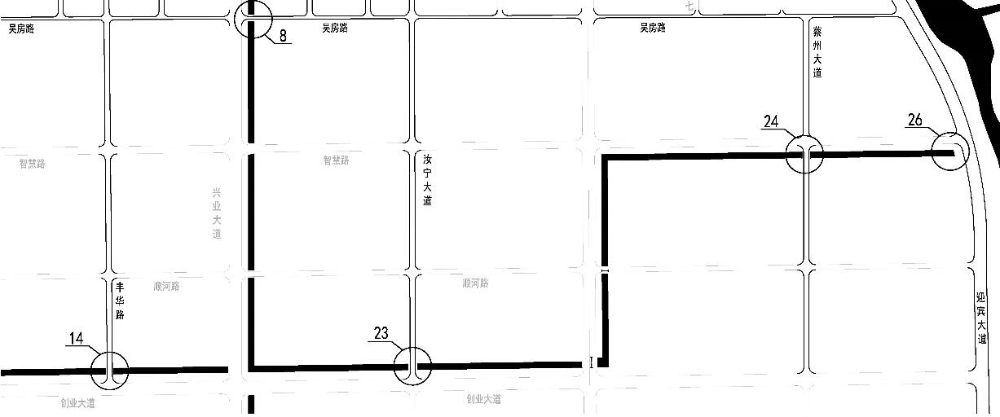 七
吴房路
8
吴房路
吴房路
蔡州大道
24
26
智慧路
智慧路
汝宁大道
兴业大道
丰华路
顺河路
顺河路
迎宾大道
14
23
创业大道
创业大道